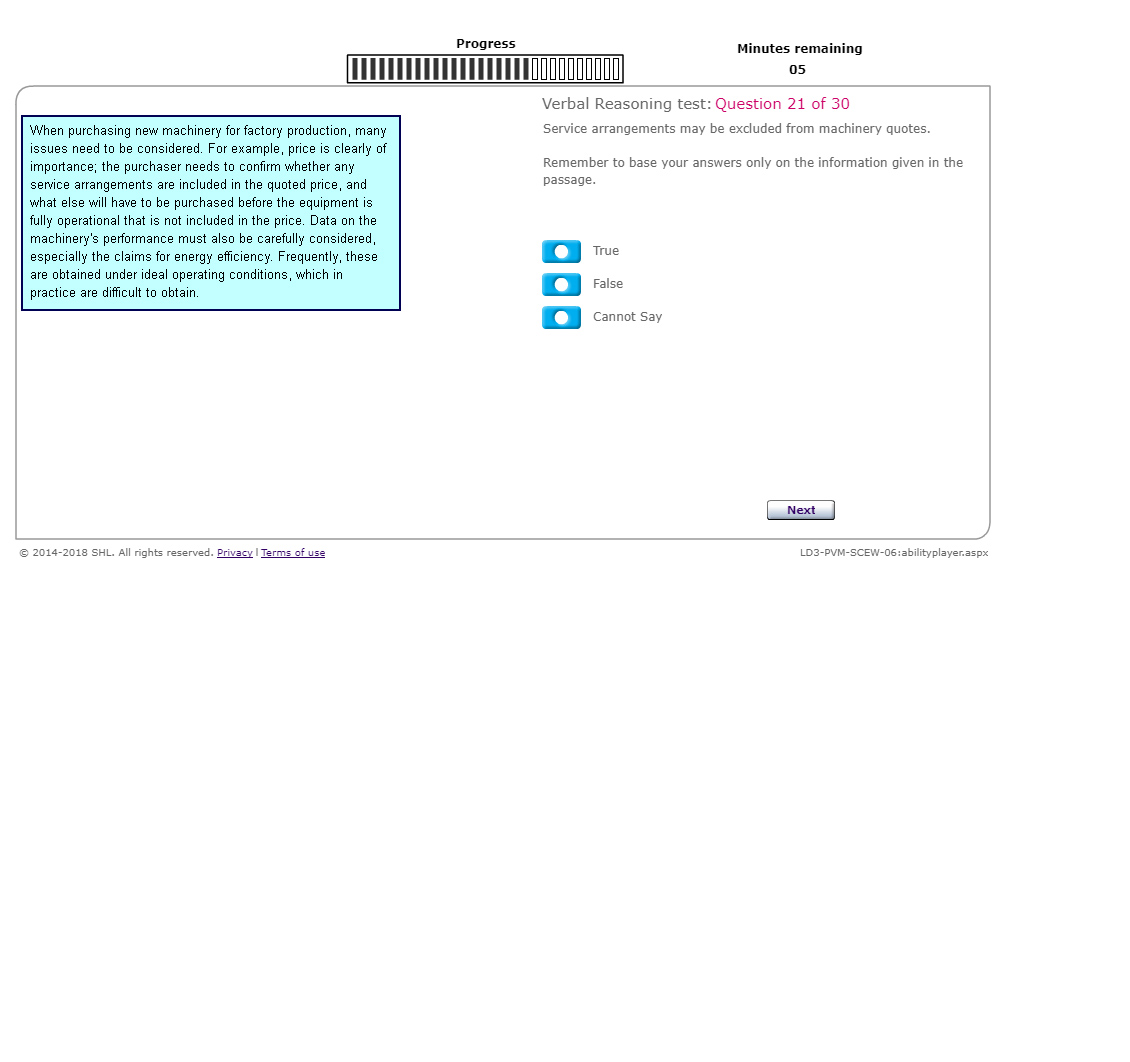 Progress
Minutes remaining
05
Verbal Reasoning test: Question 21 of 30
When purchasing new machinery for factory production, many
issues need to be considered. For example, price is clearly of
importance; the purchaser needs to confirm whether any
service arrangements are included in the quoted price, and
what else will have to be purchased before the equipment is
fully operational that is not included in the price. Data on the
machinery's performance must also be carefully considered,
especially the claims for energy efficiency. Frequently, these
are obtained under ideal operating conditions, which in
practice are difficult to obtain.
Service arrangements may be excluded from machinery quotes.
Remember to base your answers only on the information given in the
passage.
True
False
Cannot Say
Next
© 2014-2018 SHL. All rights reserved. Privacy | Terms of use
LD3-PVM-SCEW-06:abilityplayer.aspx